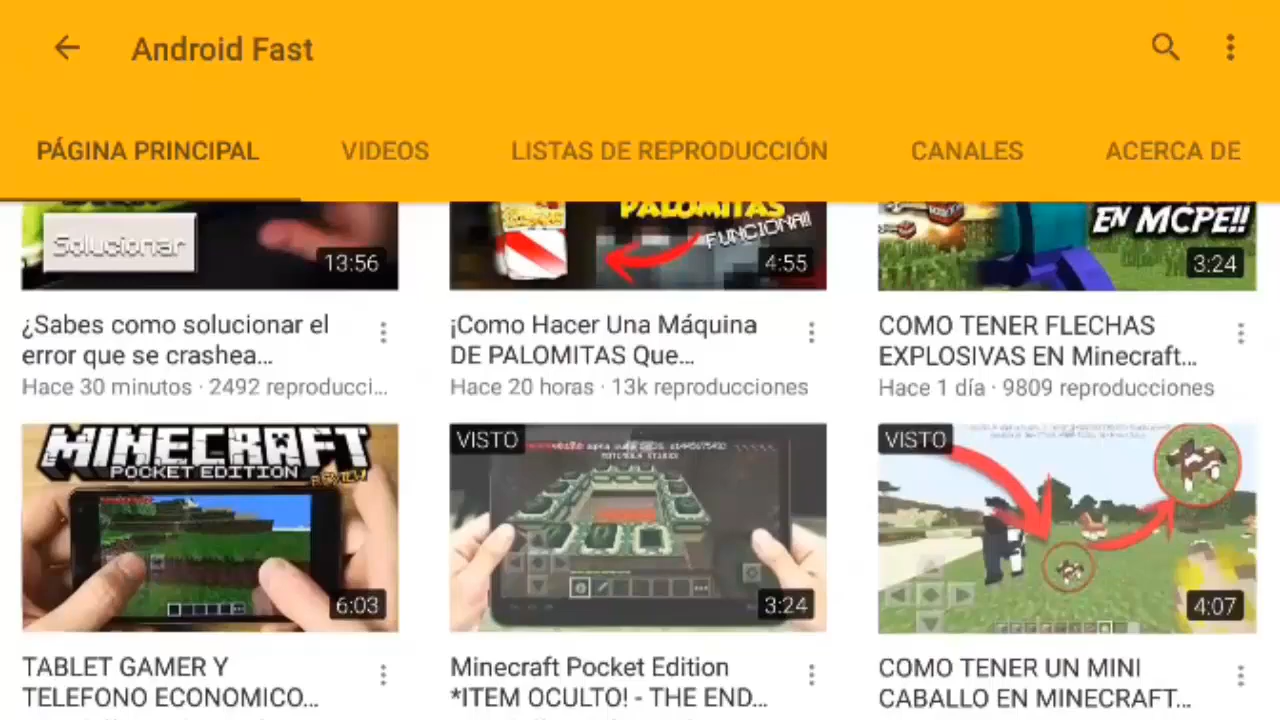 Android Fast
PÁGINA PRINCIPAL
VIDEOS
LISTAS DE REPRODUCCIÓN
CANALES
ACERCA DE
Solucionar
13:56
PALOMITAS
FUNCIONA!!
4:55
EN MCPE!!
3:24
¿Sabes como solucionar el
error que se crashea...
Hace 30 minutos · 2492 reproducci...
¡Como Hacer Una Máquina
DE PALOMITAS Que...
Hace 20 horas · 13k reproducciones
COMO TENER FLECHAS
EXPLOSIVAS EN Minecraft...
Hace 1 día · 9809 reproducciones
MINECRAFT
POCKET EDITION
6:03
VISTO
3:24
VISTO
4:07
TABLET GAMER Y
TELEFONO ECONOMICO...
Minecraft Pocket Edition
*ITEM OCULTO! - THE END...
COMO TENER UN MINI
CABALLO EN MINECRAFT...